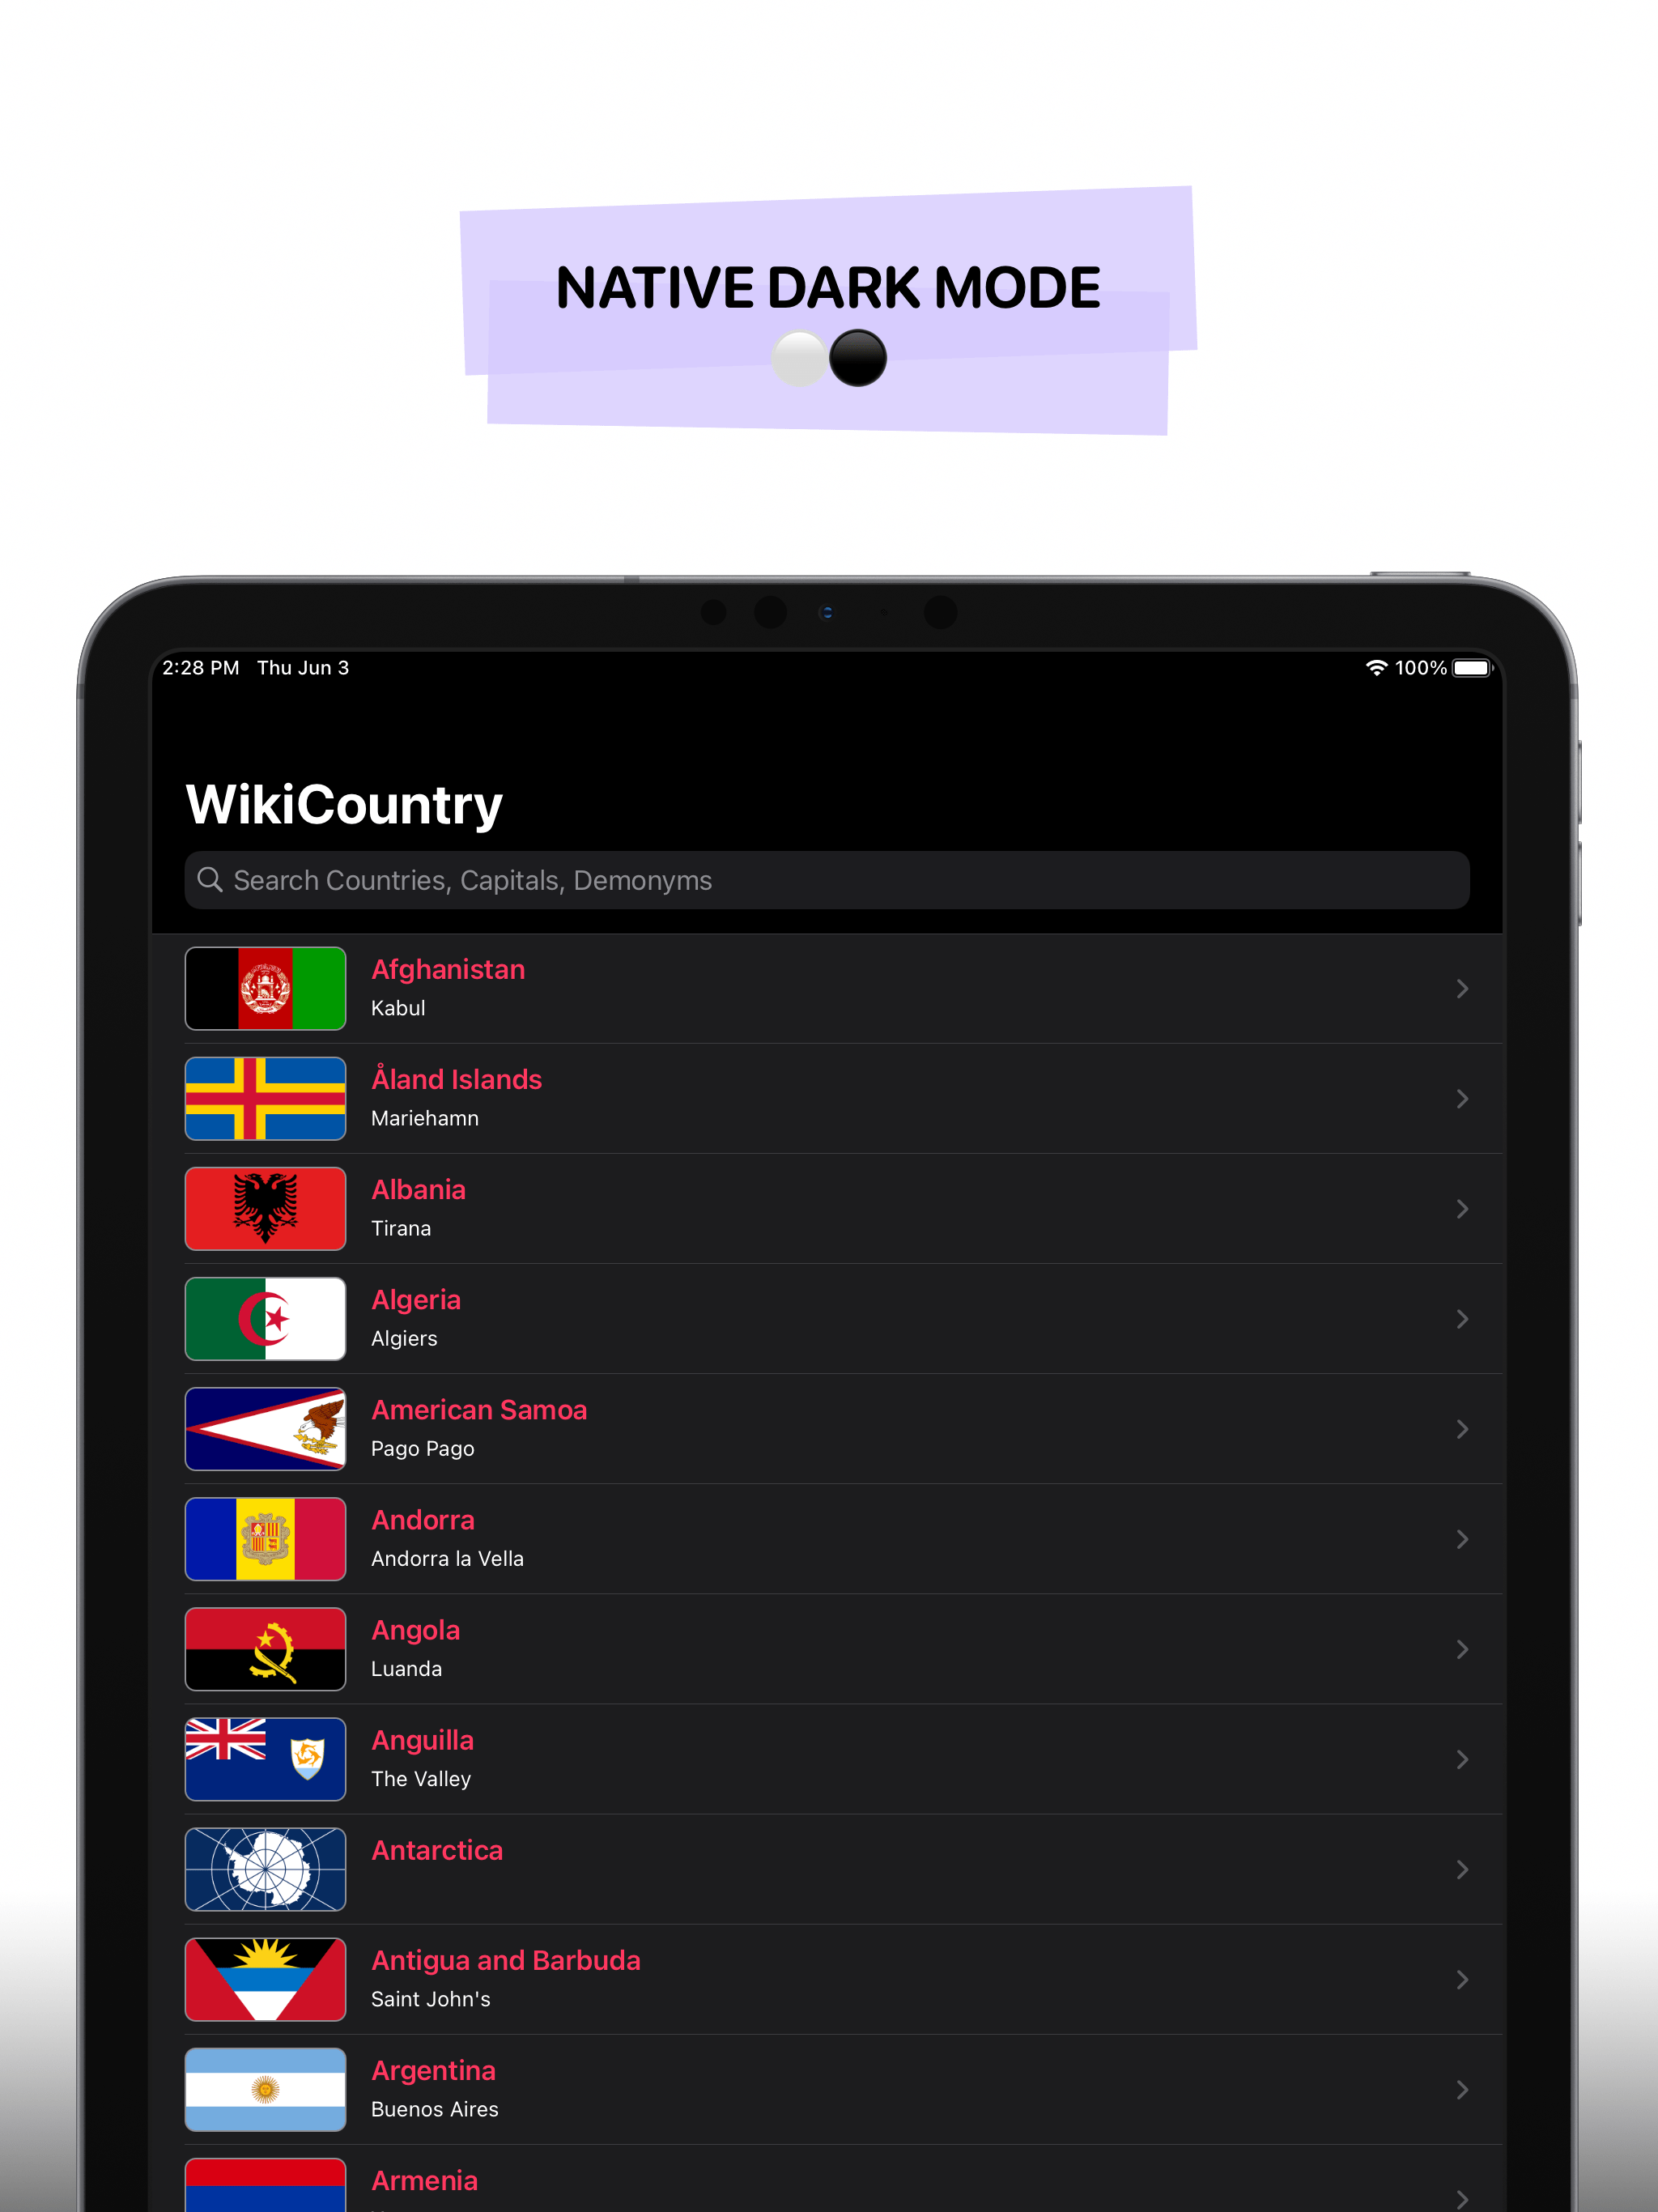 NATIVE DARK MODE
2:28 PM Thu Jun 3
100%
WikiCountry
Search Countries, Capitals, Demonyms
Afghanistan
Kabul
Åland Islands
Mariehamn
Albania
Tirana
Algeria
Algiers
American Samoa
Pago Pago
Andorra
Andorra la Vella
Angola
Luanda
Anguilla
The Valley
Antarctica
Antigua and Barbuda
Saint John's
Argentina
Buenos Aires
Armenia